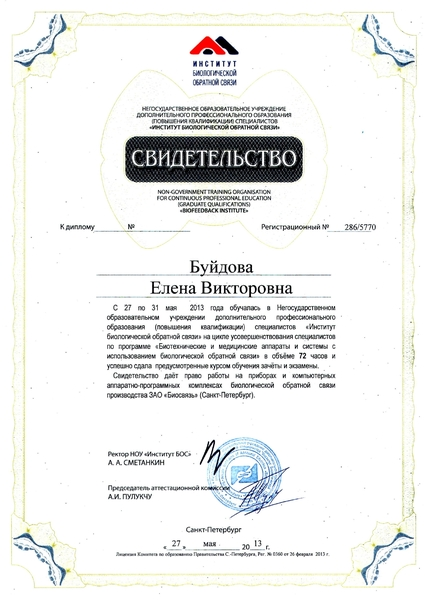 ИНСТИТУТ
БИОЛОГИЧЕСКОЙ
ОБРАТНОЙ СВЯЗИ
НЕГОСУДАРСТВЕННОЕ ОБРАЗОВАТЕЛЬНОЕ УЧРЕЖДЕНИЕ
ДОПОЛНИТЕЛЬНОГО ПРОФЕССИОНАЛЬНОГО ОБРАЗОВАНИЯ
(ПОВЫШЕНИЯ КВАЛИФИКАЦИИ) СПЕЦИАЛИСТОВ
«ИНСТИТУТ БИОЛОГИЧЕСКОЙ ОБРАТНОЙ СВЯЗИ»
СВИДЕТЕЛЬСТВО
NON-GOVERNMENT TRAINING ORGANISATION
FOR CONTINUOUS PROFESSIONAL EDUCATION
(GRADUATE QUALIFICATIONS)
«BIOFEEDBACK INSTITUTE»
К диплому № Регистрационный № 286/5770
Буйдова
Елена Викторовна
С 27 по 31 мая 2013 года обучалась в Негосударственном
образовательном учреждении дополнительного профессионального
образования (повышения квалификации) специалистов «Институт
биологической обратной связи» на цикле усовершенствования специалистов
по программе «Биотехнические и медицинские аппараты и системы с
использованием биологической обратной связи» в объёме 72 часов и
успешно сдала предусмотренные курсом обучения зачёты и экзамены.
Свидетельство даёт право работы на приборах и компьютерных
аппаратно-программных комплексах биологической обратной связи
производства ЗАО «Биосвязь» (Санкт-Петербург).
Ректор НОУ «Институт БОС»
А. А. СМЕТАНКИН
Председатель аттестационной комиссии
А.И. ПУЛУКЧУ
Санкт-Петербург
« 27 » мая 2013 г.
Лицензия Комитета по образованию Правительства С.-Петербурга, Рег. № 0360 от 26 февраля 2013 г.